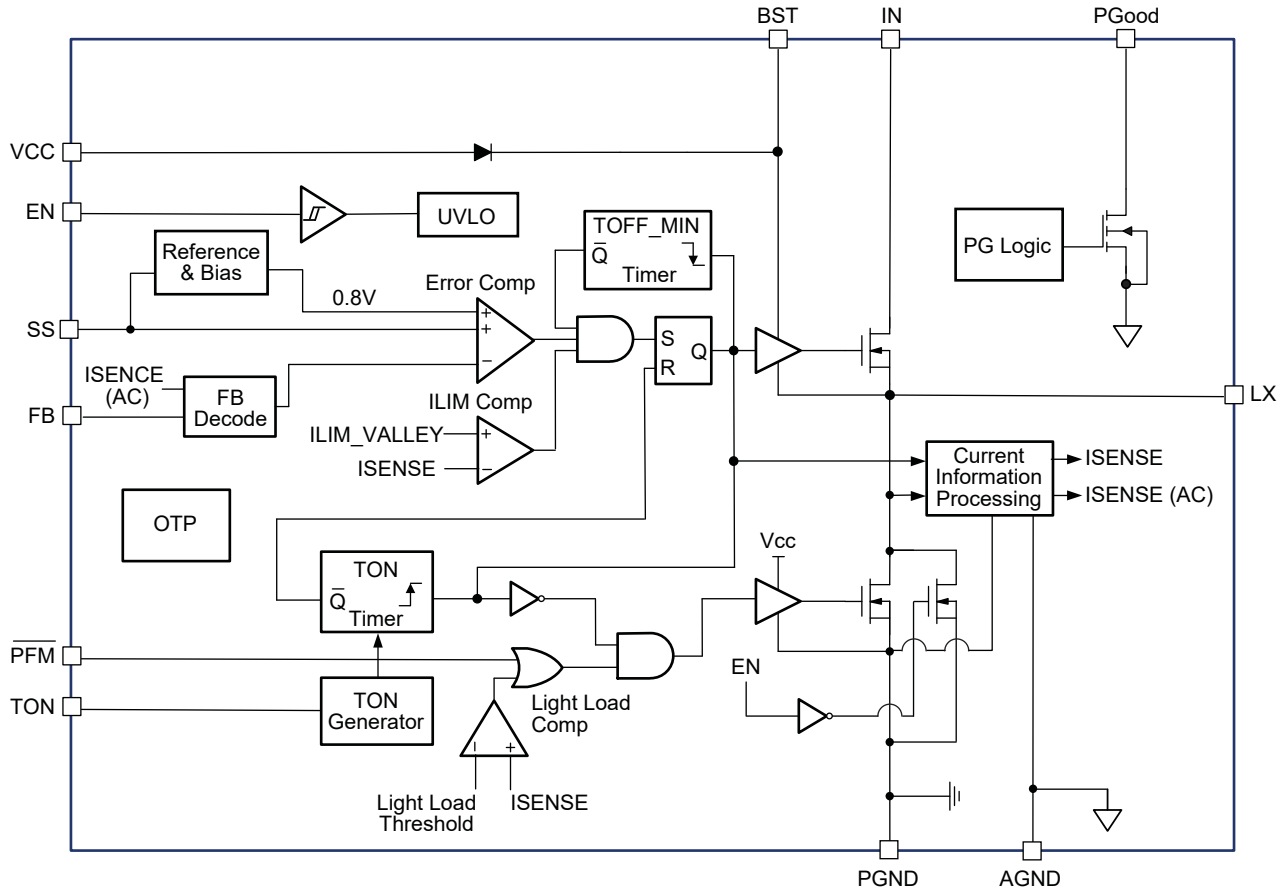 BST
IN
PGood
VCC
EN
UVLO
TOFF_MIN
Q̅
Timer
PG Logic
Reference
& Bias
Error Comp
0.8V
+
+
−
SS
S
R
Q
ISENCE
(AC)
FB
Decode
FB
LX
ILIM Comp
ILIM_VALLEY
+
ISENSE
−
Current
Information
Processing
ISENSE
ISENSE (AC)
OTP
Vcc
TON
Q̅
Timer
P̅F̅M̅
EN
TON
TON
Generator
Light Load
Comp
−
+
Light Load
Threshold
ISENSE
PGND
AGND